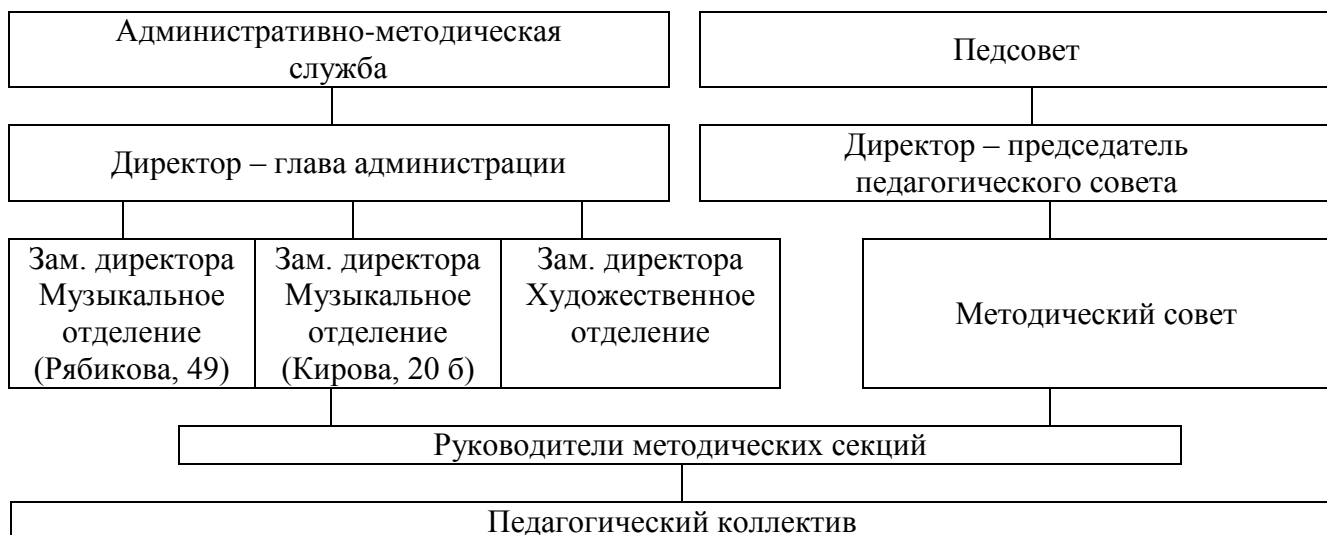 Административно-методическая
служба
Педсовет
Директор – глава администрации
Директор – председатель
педагогического совета
Зам. директора
Музыкальное
отделение
(Рябикова, 49)
Зам. директора
Музыкальное
отделение
(Кирова, 20 б)
Зам. директора
Художественное
отделение
Методический совет
Руководители методических секций
Педагогический коллектив